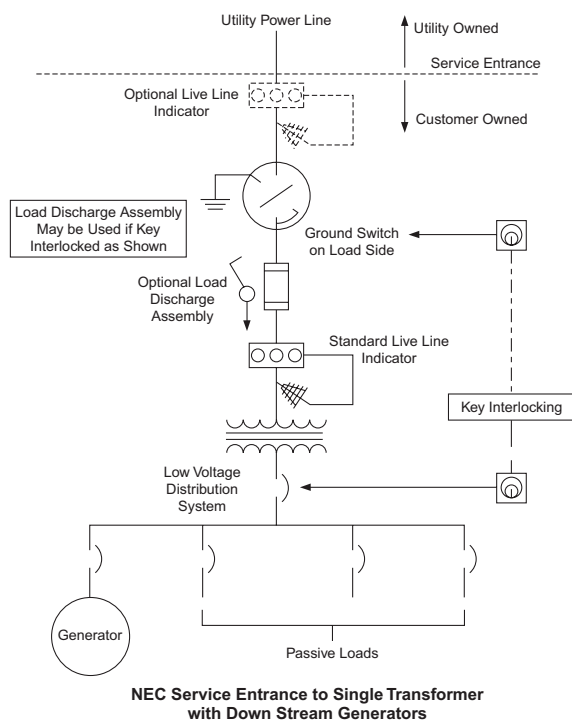 Utility Power Line
Utility Owned
Service Entrance
Optional Live Line
Indicator
Customer Owned
Load Discharge Assembly
May be Used if Key
Interlocked as Shown
Ground Switch
on Load Side
Optional Load
Discharge
Assembly
Standard Live Line
Indicator
Key Interlocking
Low Voltage
Distribution
System
Generator
Passive Loads
NEC Service Entrance to Single Transformer
with Down Stream Generators